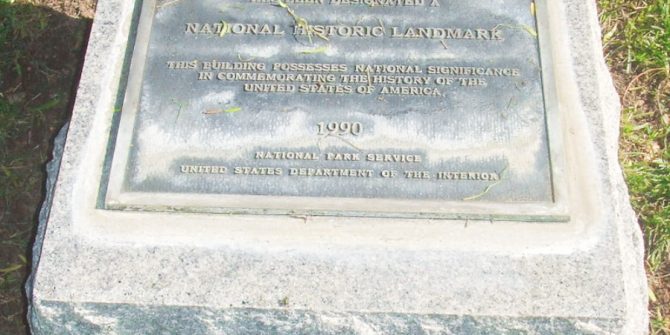 DESIGNATED A
NATIONAL HISTORIC LANDMARK
THIS BUILDING POSSESSES NATIONAL SIGNIFICANCE
IN COMMEMORATING THE HISTORY OF THE
UNITED STATES OF AMERICA.
1990
NATIONAL PARK SERVICE
UNITED STATES DEPARTMENT OF THE INTERIOR